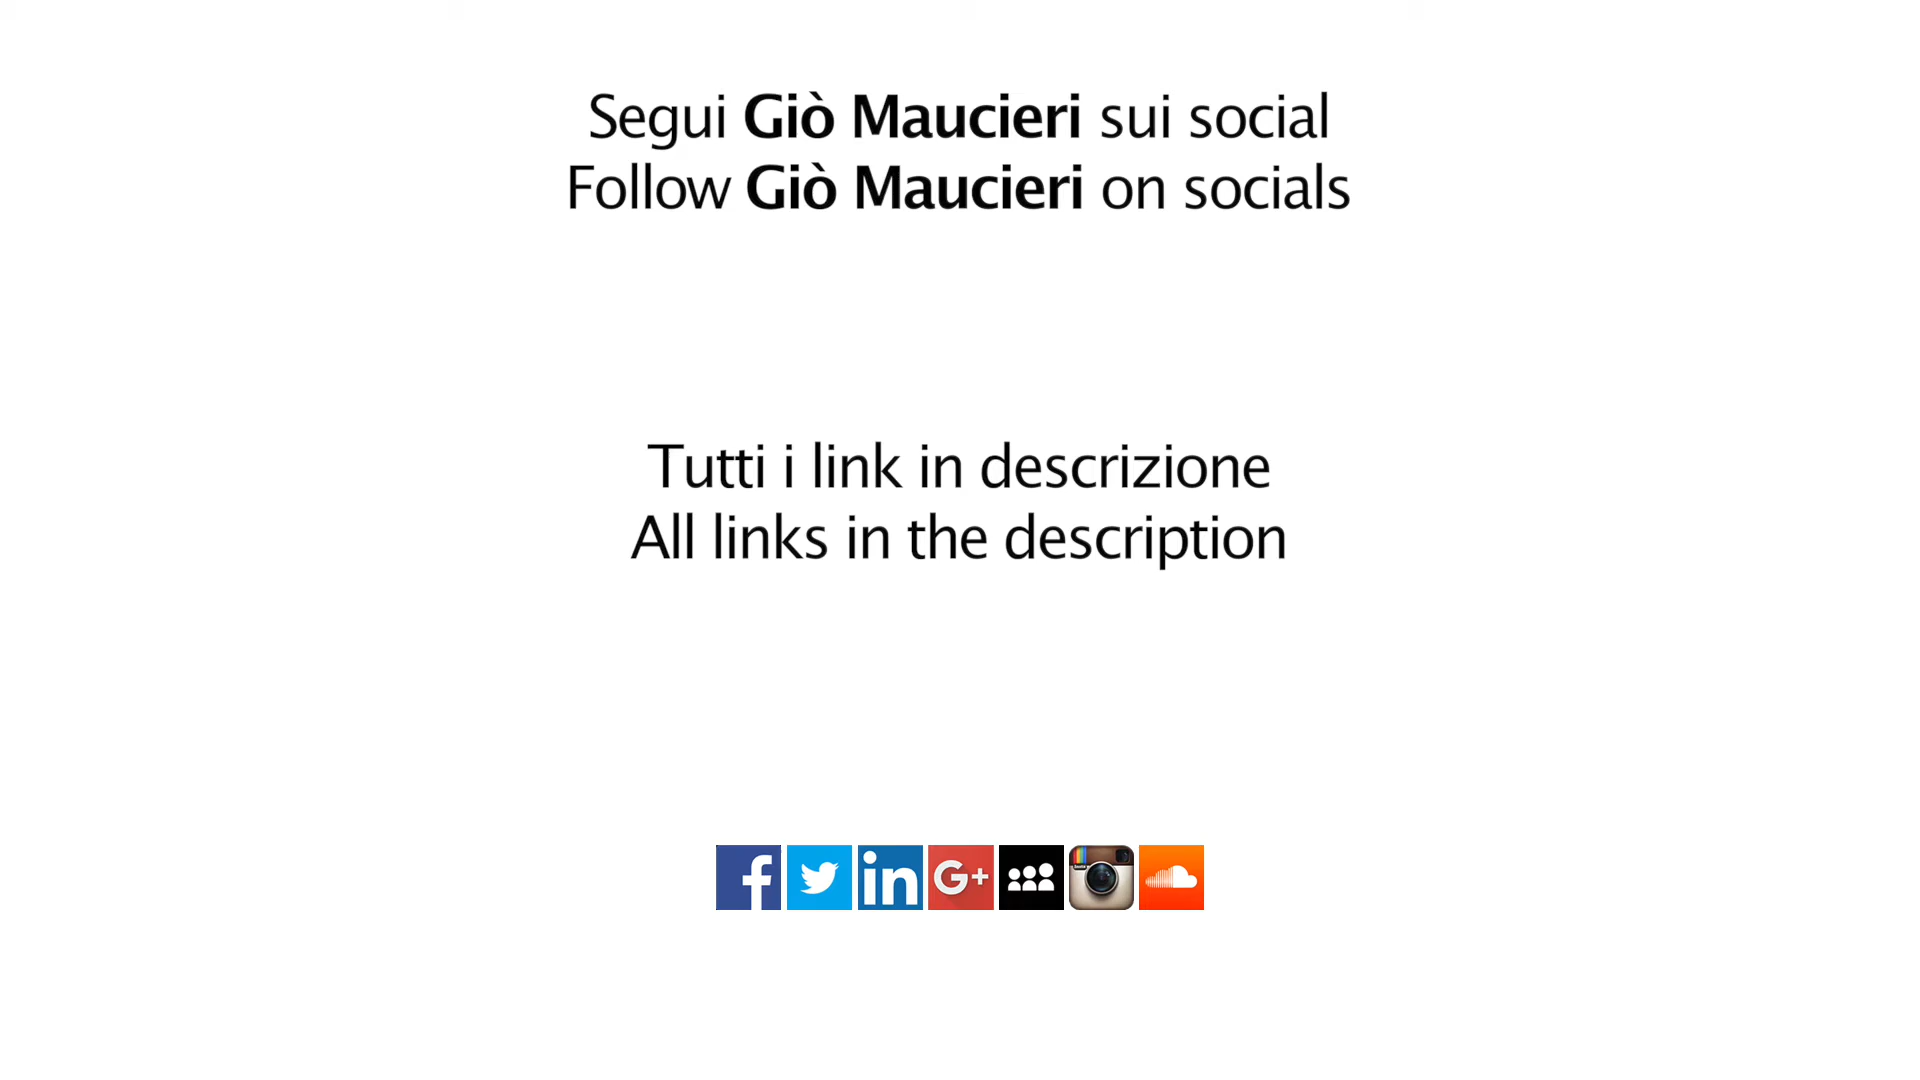 Segui Giò Maucieri sui social
Follow Giò Maucieri on socials
Tutti i link in descrizione
All links in the description
f in G+